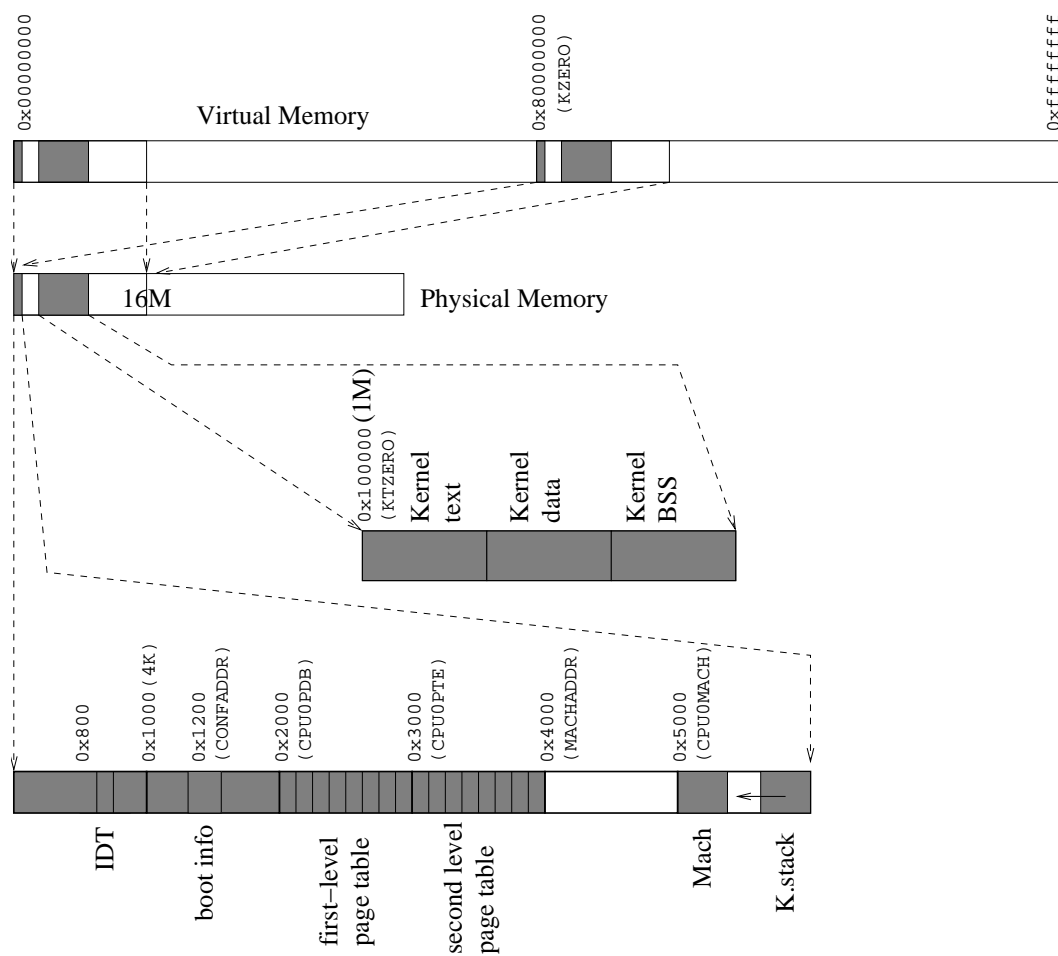 0x00000000
0x80000000
(KZERO)
0xffffffff
Virtual Memory
16M
Physical Memory
0x100000 (1M)
(KTZERO)
Kernel
text
Kernel
data
Kernel
BSS
0x800
0x1000 (4K)
0x1200
(CONFADDR)
0x2000
(CPU0PDB)
0x3000
(CPU0PTE)
0x4000
(MACHADDR)
0x5000
(CPU0MACH)
IDT
boot info
first–level
page table
second level
page table
Mach
K.stack